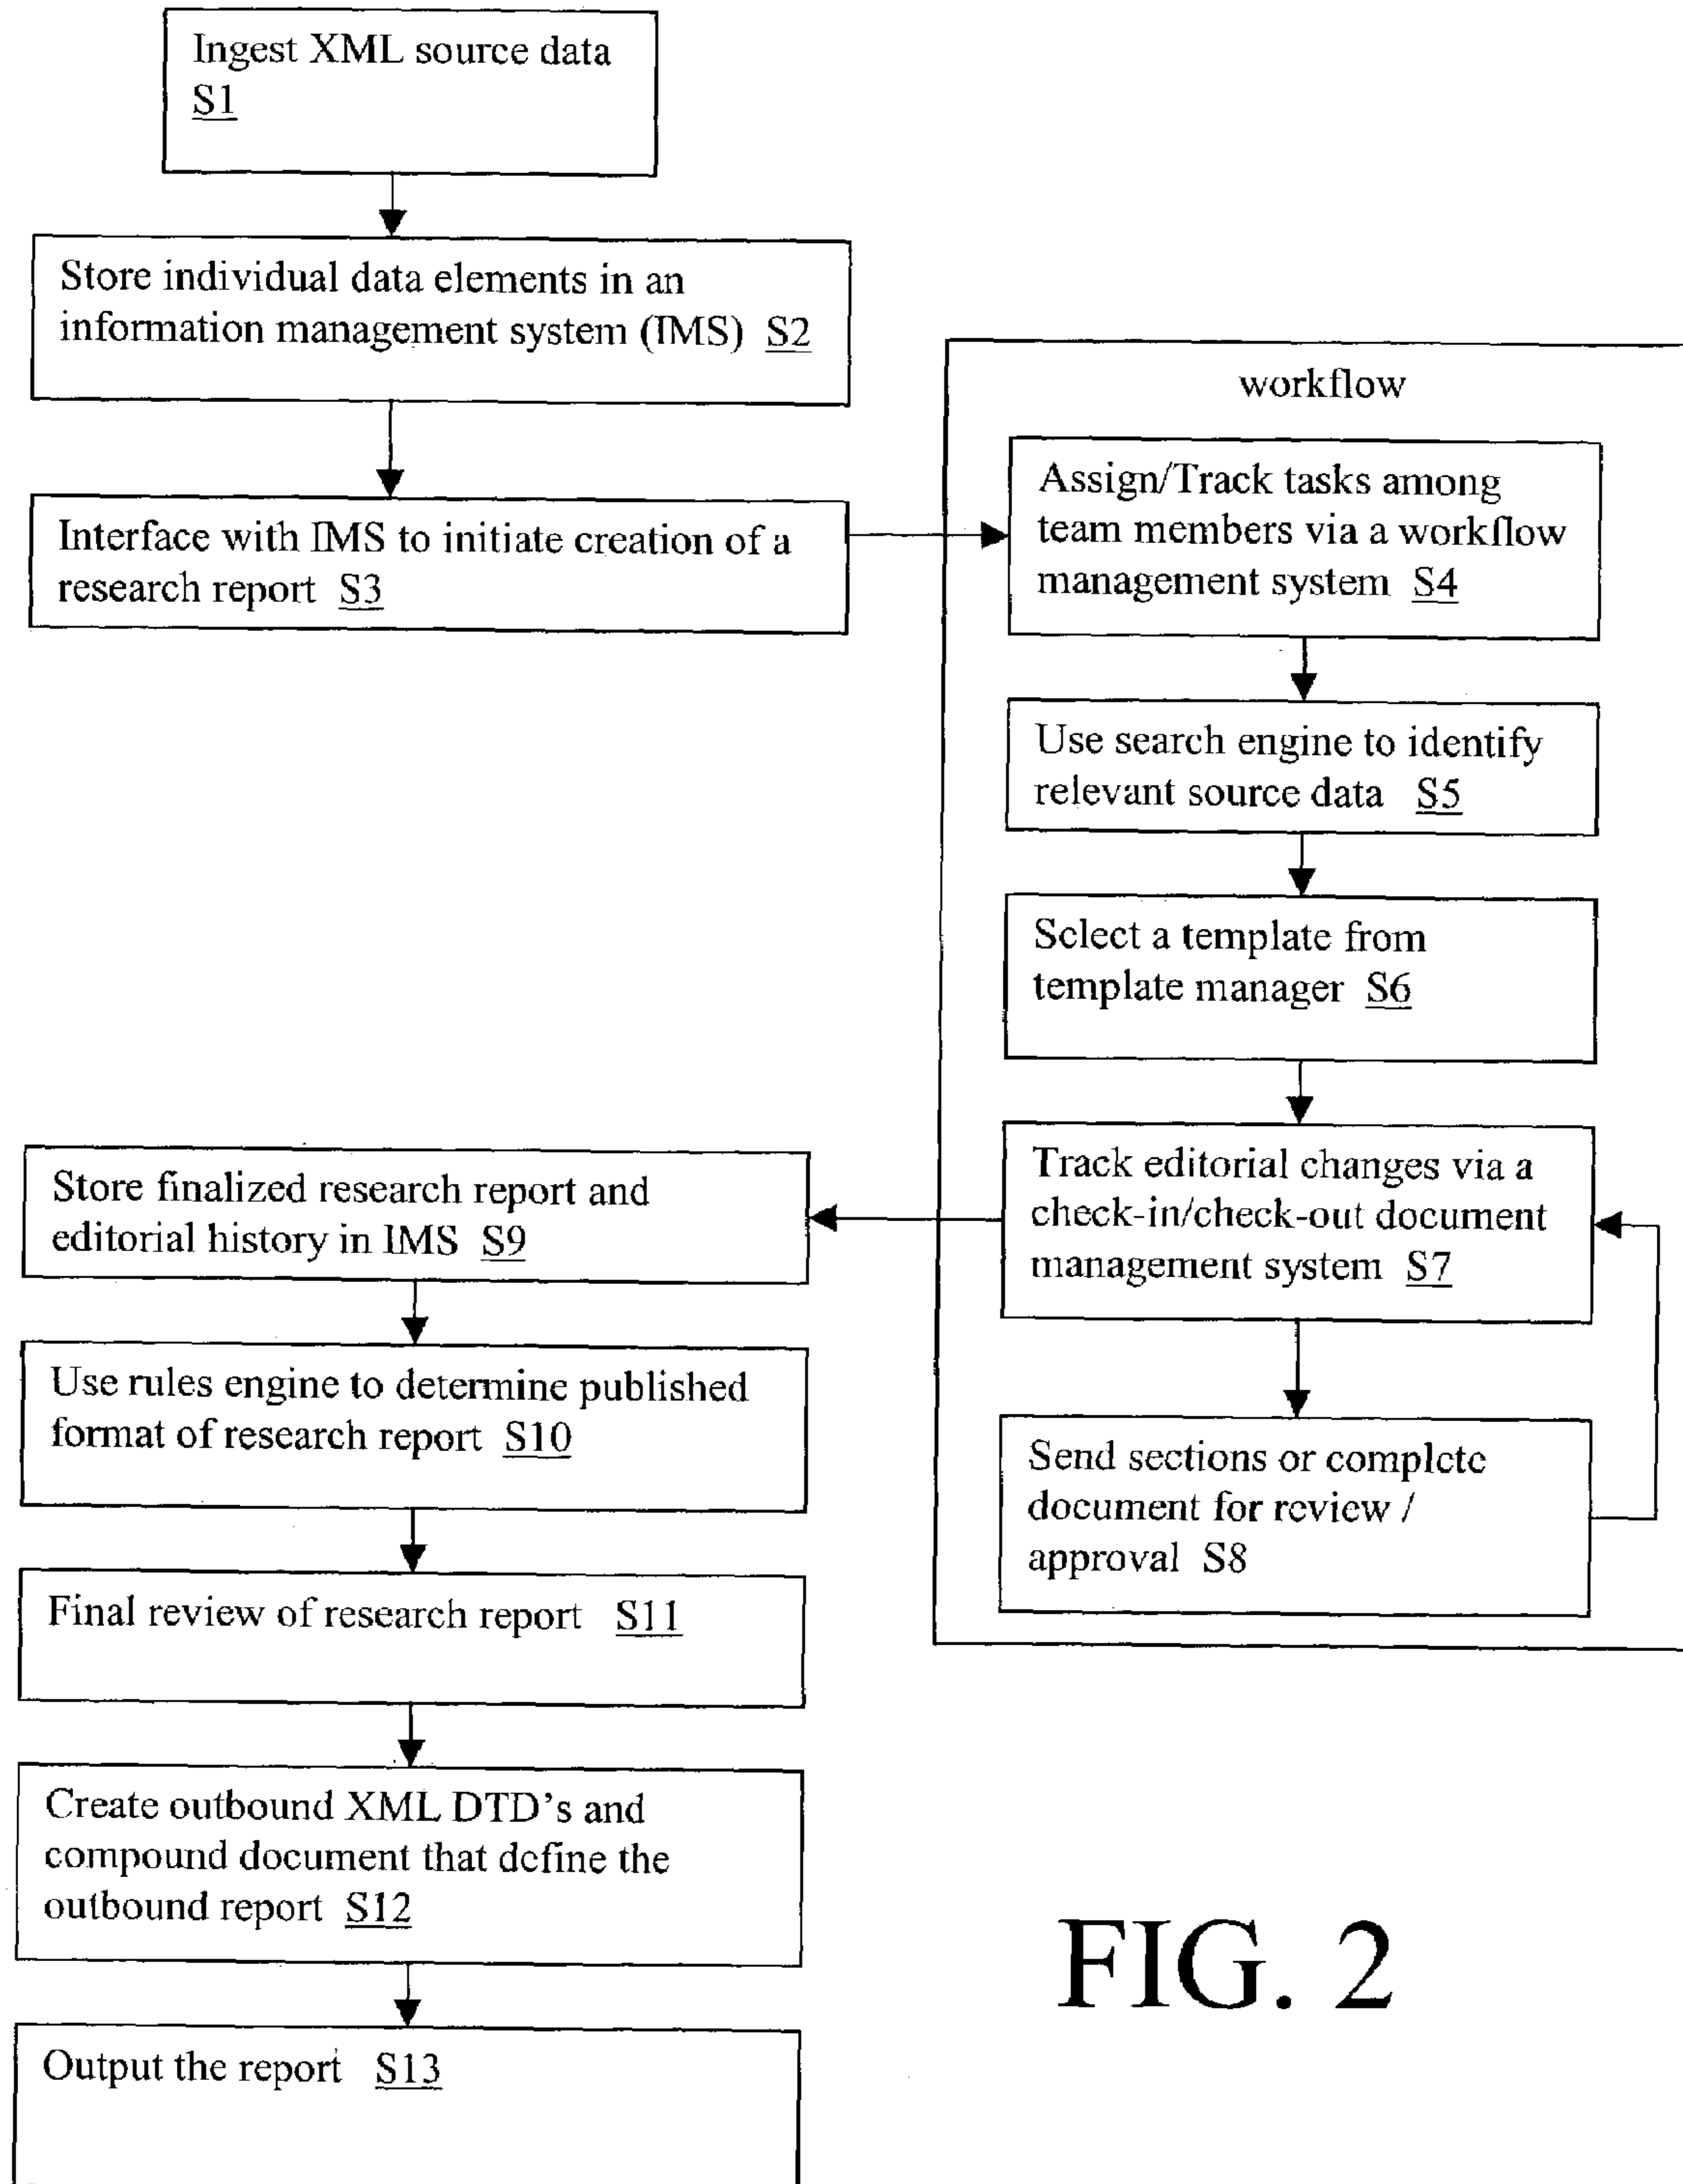 Ingest XML source data
S1
Store individual data elements in an
information management system (IMS) S2
Interface with IMS to initiate creation of a
research report S3
workflow
Assign/Track tasks among
team members via a workflow
management system S4
Use search engine to identify
relevant source data S5
Select a template from
template manager S6
Track editorial changes via a
check-in/check-out document
management system S7
Send sections or complete
document for review /
approval S8
Store finalized research report and
editorial history in IMS S9
Use rules engine to determine published
format of research report S10
Final review of research report S11
Create outbound XML DTD's and
compound document that define the
outbound report S12
Output the report S13
FIG. 2